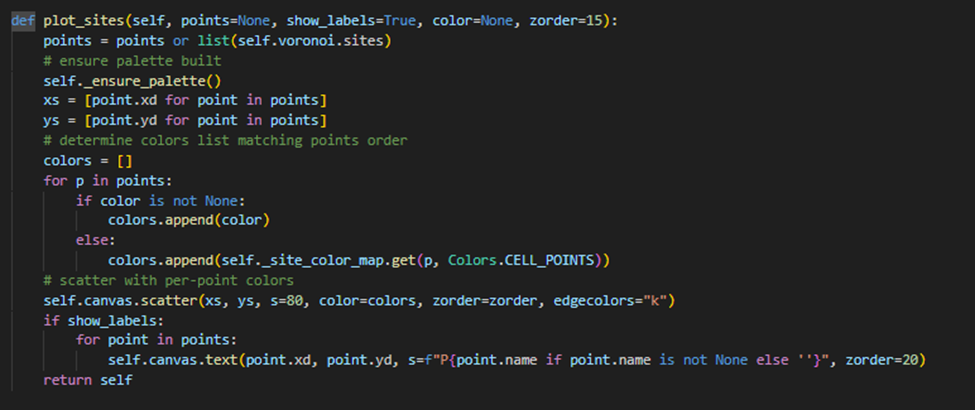 def plot_sites(self, points=None, show_labels=True, color=None, zorder=15):
    points = points or list(self.voronoi.sites)
    # ensure palette built
    self._ensure_palette()
    xs = [point.xd for point in points]
    ys = [point.yd for point in points]
    # determine colors list matching points order
    colors = []
    for p in points:
        if color is not None:
            colors.append(color)
        else:
            colors.append(self._site_color_map.get(p, Colors.CELL_POINTS))
    # scatter with per-point colors
    self.canvas.scatter(xs, ys, s=80, color=colors, zorder=zorder, edgecolors="k")
    if show_labels:
        for point in points:
            self.canvas.text(point.xd, point.yd, s=f"P{point.name if point.name is not None else ''}", zorder=20)
    return self